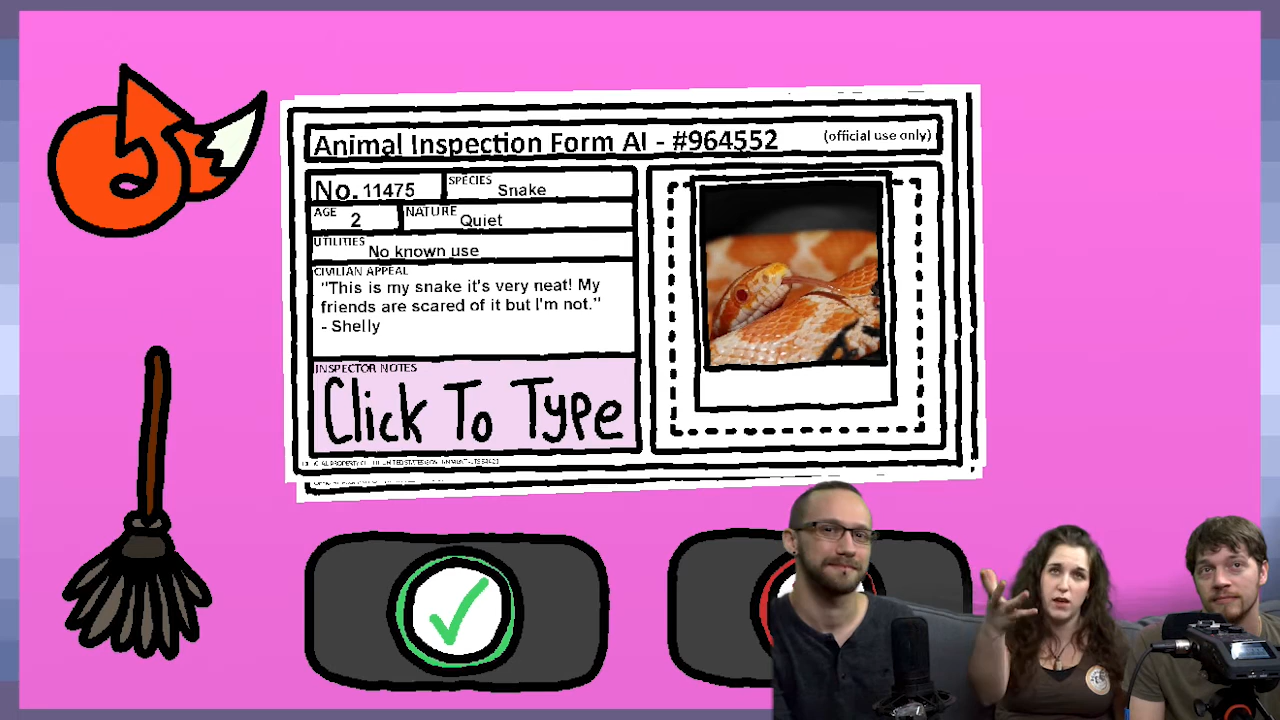 Animal Inspection Form AI - #964552 (official use only)
No. 11475 SPECIES Snake
AGE 2 NATURE Quiet
UTILITIES No known use
CIVILIAN APPEAL
"This is my snake it's very neat! My
friends are scared of it but I'm not."
- Shelly
INSPECTOR NOTES
Click To Type